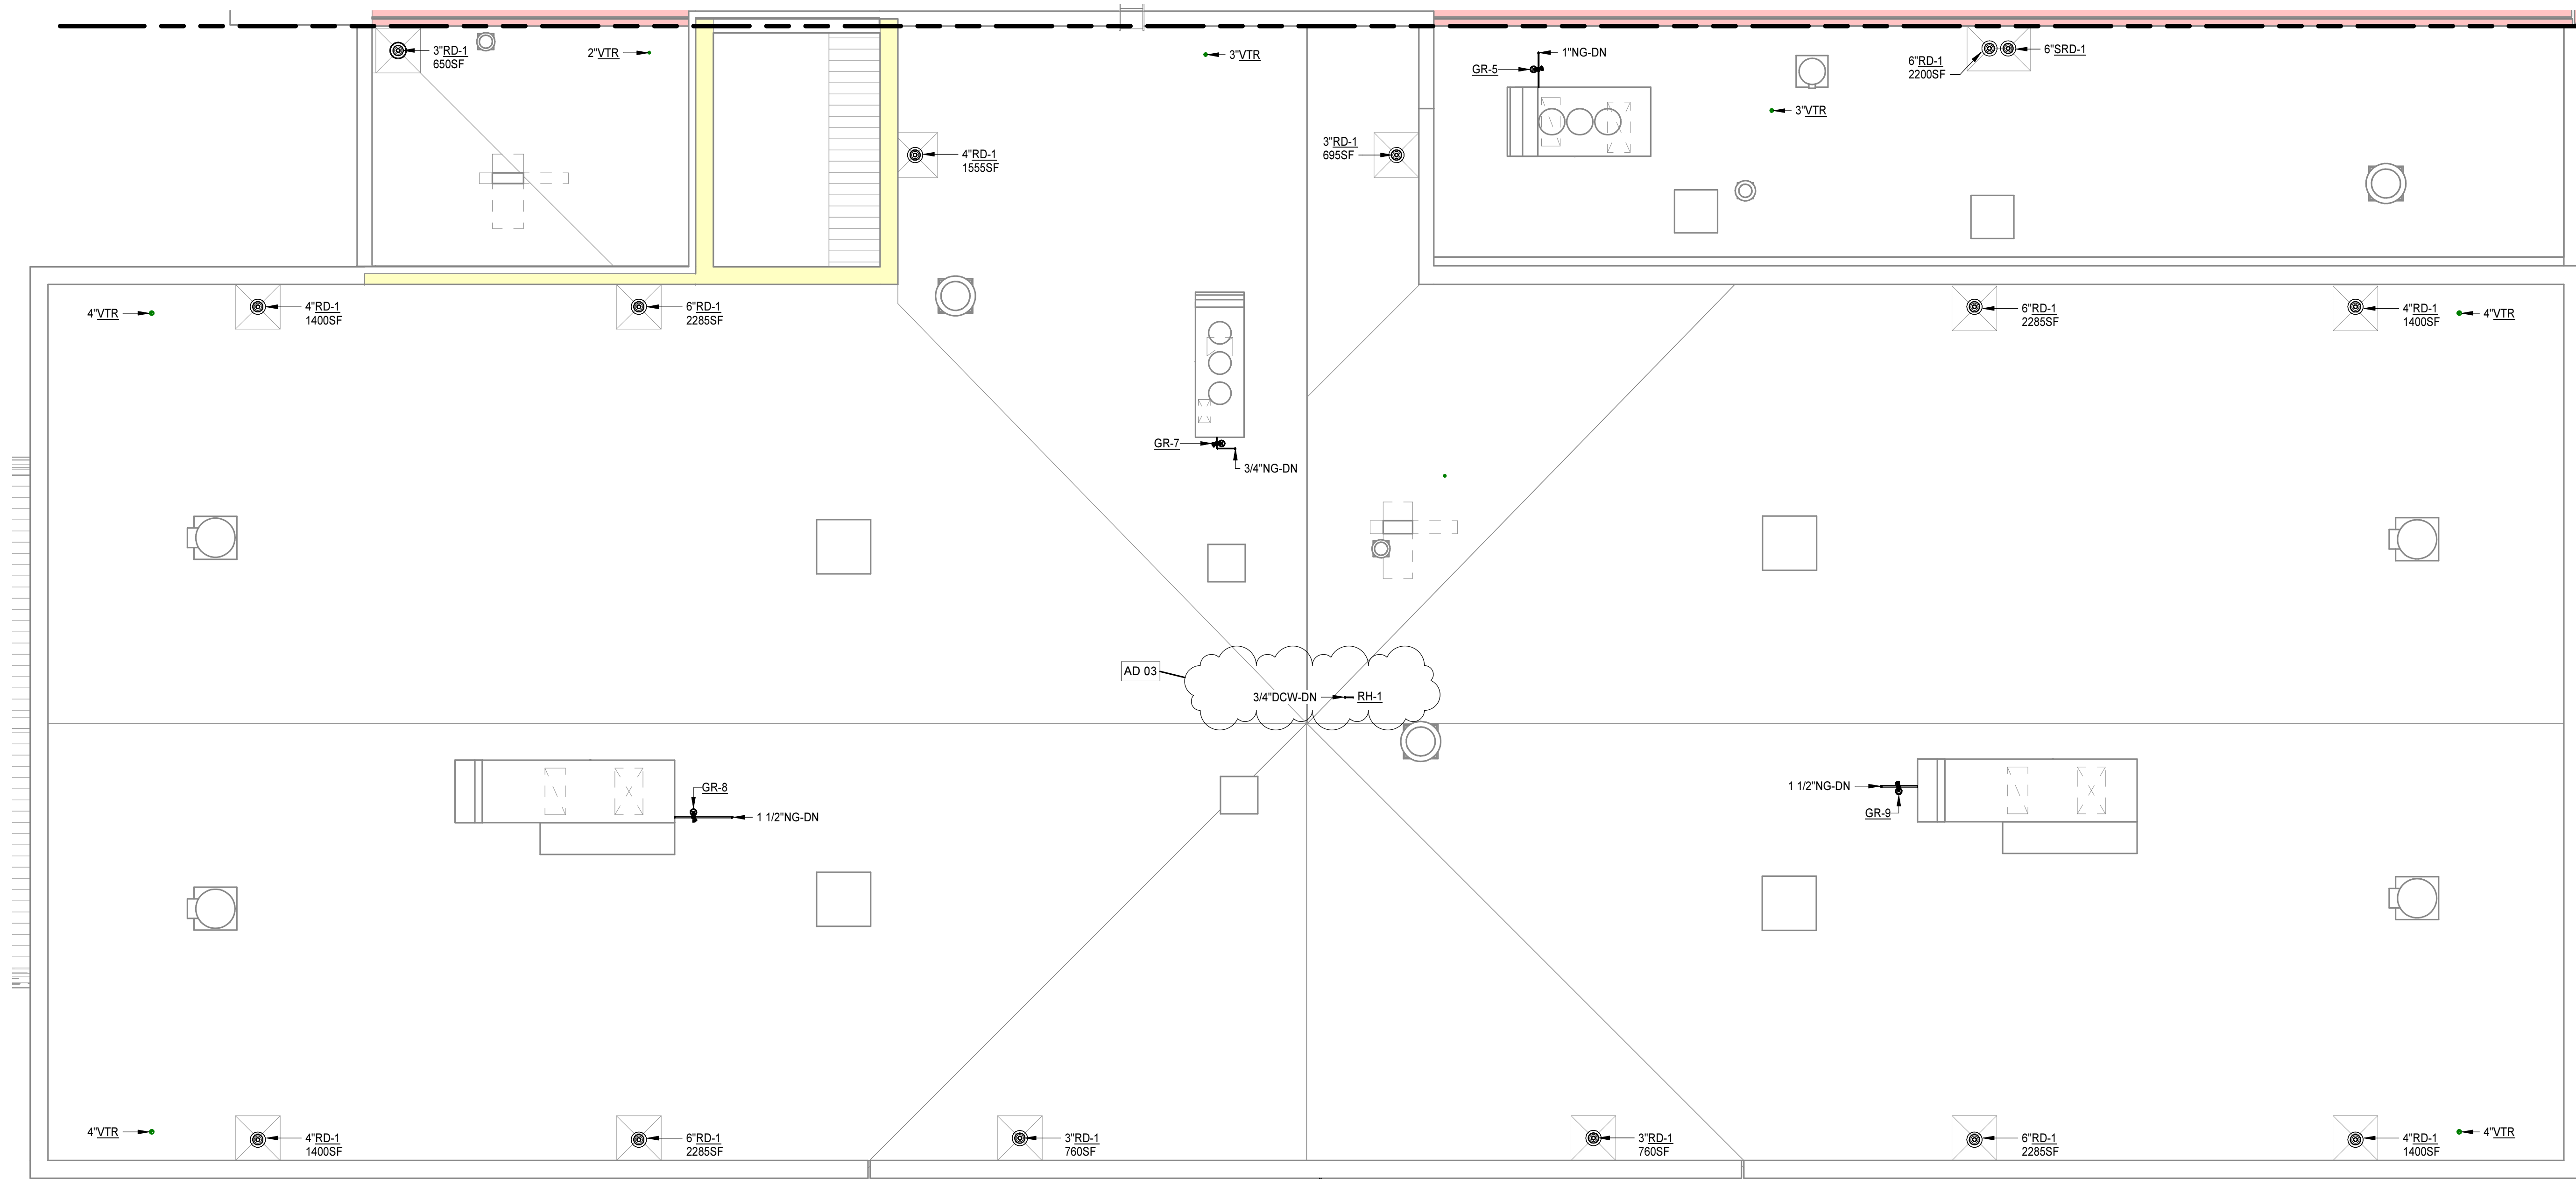 3"RD-1
650SF
2"VTR
3"VTR
1"NG-DN
GR-5
6"RD-1
2200SF
6"SRD-1
3"VTR
4"RD-1
1555SF
3"RD-1
695SF
4"VTR
4"RD-1
1400SF
6"RD-1
2285SF
6"RD-1
2285SF
4"RD-1
1400SF
4"VTR
GR-7
3/4"NG-DN
AD 03
3/4"DCW-DN
RH-1
GR-8
1 1/2"NG-DN
1 1/2"NG-DN
GR-9
4"VTR
4"RD-1
1400SF
6"RD-1
2285SF
3"RD-1
760SF
3"RD-1
760SF
6"RD-1
2285SF
4"RD-1
1400SF
4"VTR